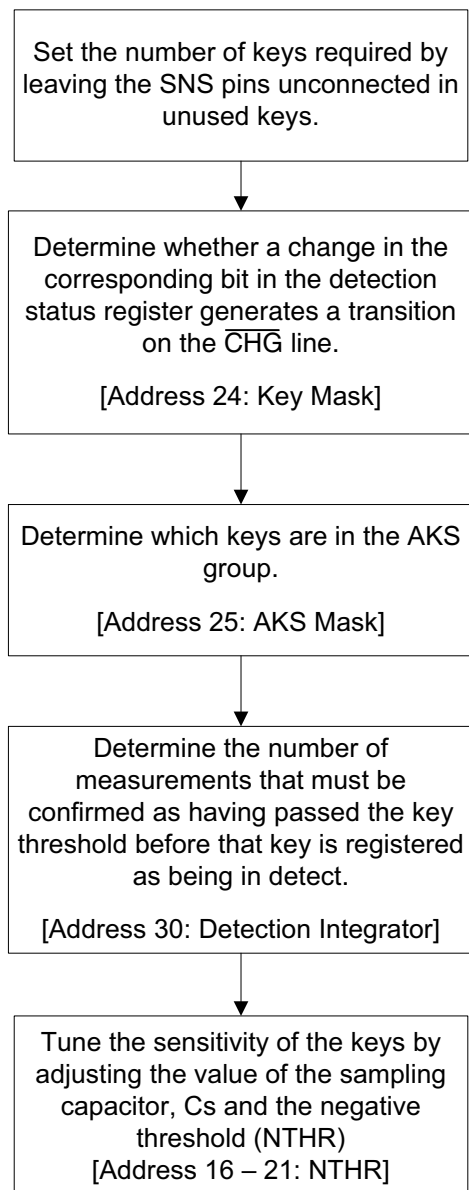 Set the number of keys required by
leaving the SNS pins unconnected in
unused keys.
Determine whether a change in the
corresponding bit in the detection
status register generates a transition
on the C̅H̅G̅ line.
[Address 24: Key Mask]
Determine which keys are in the AKS
group.
[Address 25: AKS Mask]
Determine the number of
measurements that must be
confirmed as having passed the key
threshold before that key is registered
as being in detect.
[Address 30: Detection Integrator]
Tune the sensitivity of the keys by
adjusting the value of the sampling
capacitor, Cs and the negative
threshold (NTHR)
[Address 16 – 21: NTHR]